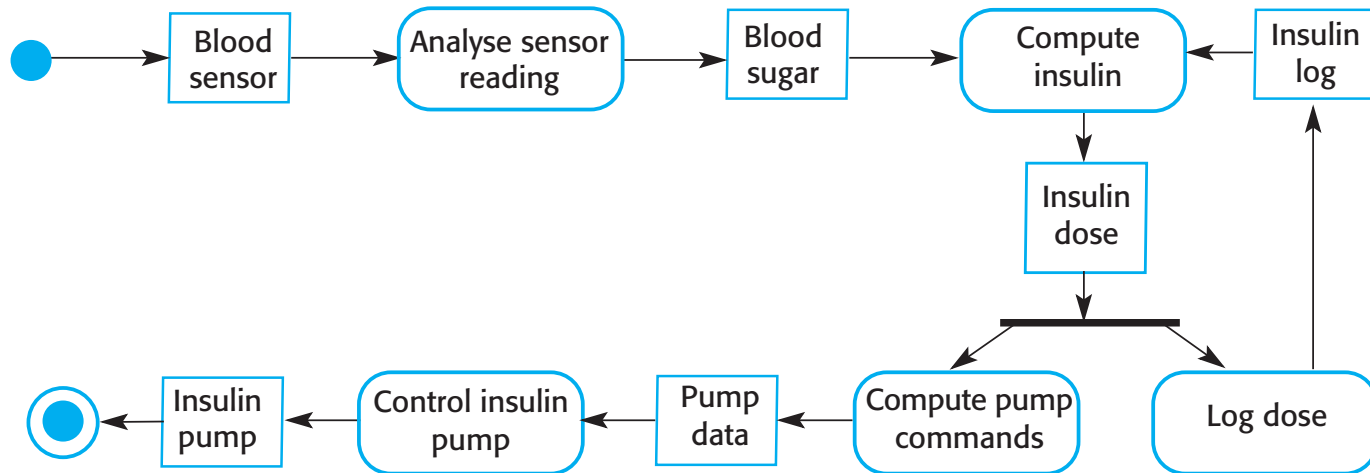 Blood
sensor
Analyse sensor
reading
Blood
sugar
Compute
insulin
Insulin
log
Insulin
dose
Insulin
pump
Control insulin
pump
Pump
data
Compute pump
commands
Log dose